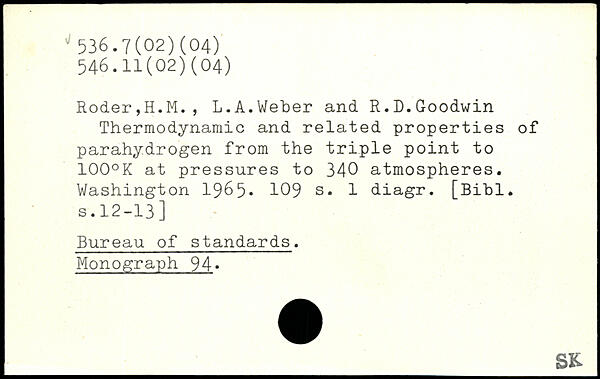 536.7(02)(04)
546.11(02)(04)
Roder,H.M., L.A.Weber and R.D.Goodwin
Thermodynamic and related properties of
parahydrogen from the triple point to
100°K at pressures to 340 atmospheres.
Washington 1965. 109 s. 1 diagr. [Bibl.
s.12-13]
Bureau of standards.
Monograph 94.
SK